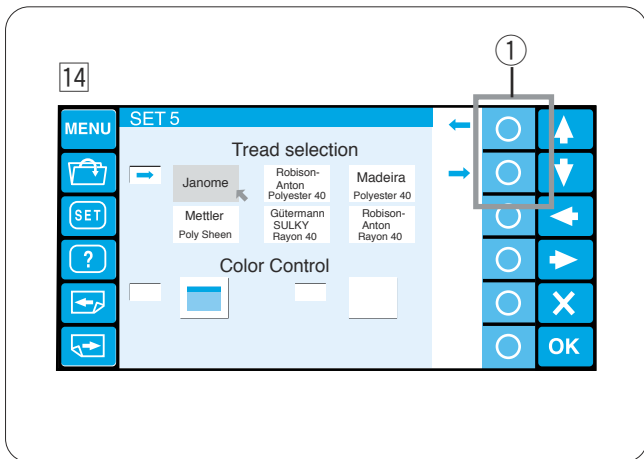 1
14
MENU
SET 5
Tread selection
Janome
Robison-
Anton
Polyester 40
Madeira
Polyester 40
SET
Mettler
Poly Sheen
Gütermann
SULKY
Rayon 40
Robison-
Anton
Rayon 40
?
Color Control
X
OK